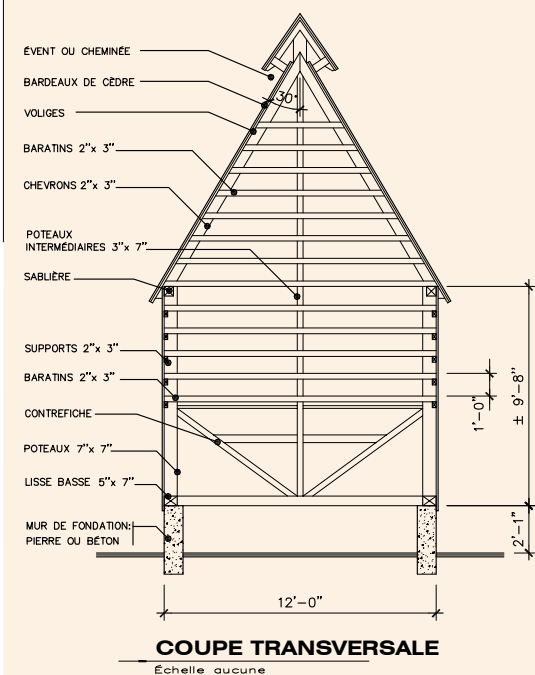 ÉVENT OU CHEMINÉE
BARDEAUX DE CÈDRE
30°
VOLIGES
BARATINS 2"x 3"
CHEVRONS 2"x 3"
POTEAUX
INTERMÉDIAIRES 3"x 7"
SABLIÈRE
SUPPORTS 2"x 3"
BARATINS 2"x 3"
1'-0"
± 9'-8"
CONTREFICHE
POTEAUX 7"x 7"
LISSE BASSE 5"x 7"
MUR DE FONDATION:
PIERRE OU BÉTON
2'-1"
12'-0"
COUPE TRANSVERSALE
Échelle aucune